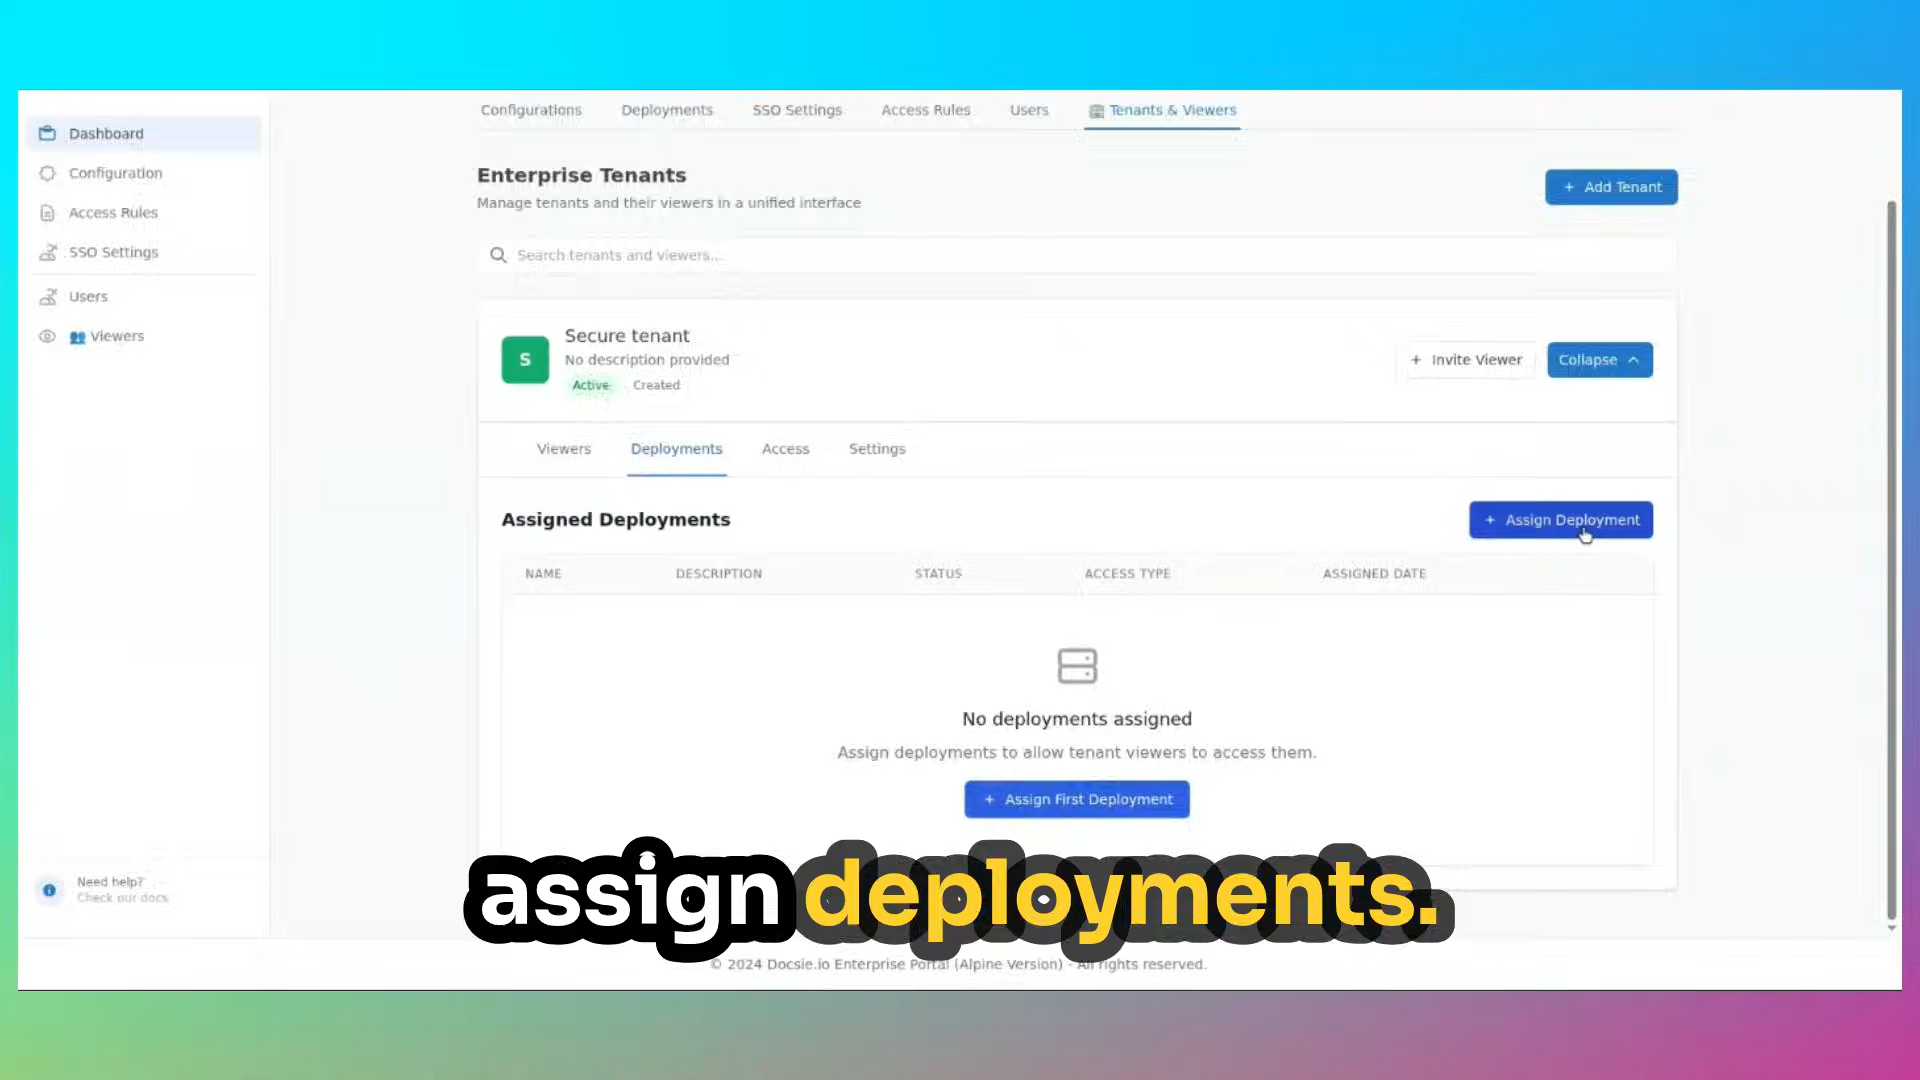 Configurations Deployments SSO Settings Access Rules Users Tenants & Viewers
Dashboard
Configuration
Access Rules
SSO Settings
Users
Viewers
Enterprise Tenants
Manage tenants and their viewers in a unified interface
+ Add Tenant
Search tenants and viewers...
S
Secure tenant
No description provided
Active Created
+ Invite Viewer
Collapse
Viewers Deployments Access Settings
Assigned Deployments
+ Assign Deployment
NAME DESCRIPTION STATUS ACCESS TYPE ASSIGNED DATE
No deployments assigned
Assign deployments to allow tenant viewers to access them.
+ Assign First Deployment
assign deployments.
Need help?
Check our docs
© 2024 Docsie.io Enterprise Portal (Alpine Version) - All rights reserved.